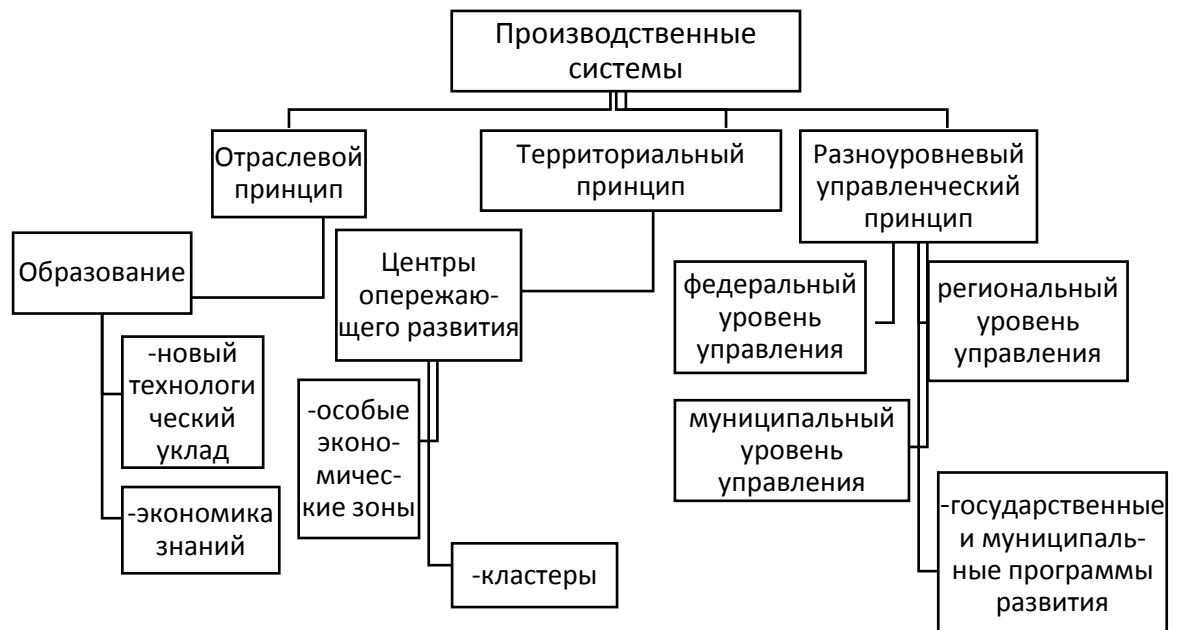 Производственные
системы
Отраслевой
принцип
Территориальный
принцип
Разноуровневый
управленческий
принцип
Образование
Центры
опережаю-
щего развития
федеральный
уровень
управления
региональный
уровень
управления
-новый
технологи
ческий
уклад
-особые
эконо-
мичес-
кие зоны
муниципальный
уровень
управления
-экономика
знаний
-кластеры
-государственные
и муниципаль-
ные программы
развития